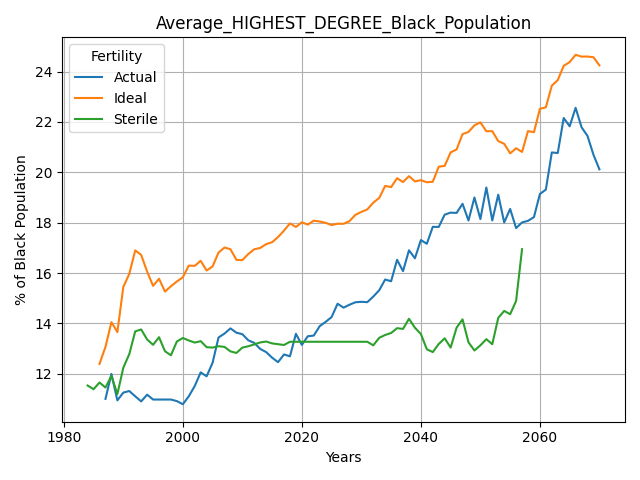 Average_HIGHEST_DEGREE_Black_Population
Fertility
Actual
Ideal
Sterile
% of Black Population
24
22
20
18
16
14
12
1980
2000
2020
2040
2060
Years